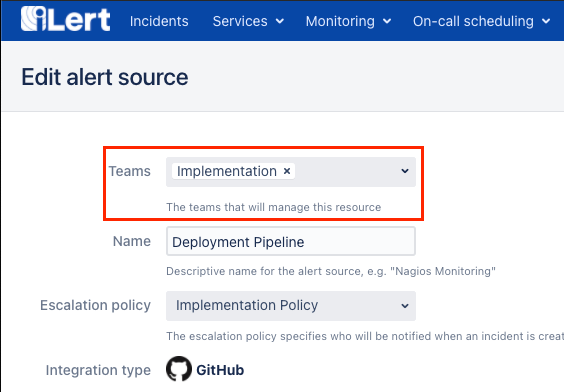 iLert Incidents Services Monitoring On-call scheduling
Edit alert source
Teams Implementation ×
The teams that will manage this resource
Name Deployment Pipeline
Descriptive name for the alert source, e.g. "Nagios Monitoring"
Escalation policy Implementation Policy
The escalation policy specifies who will be notified when an incident is crea
Integration type GitHub